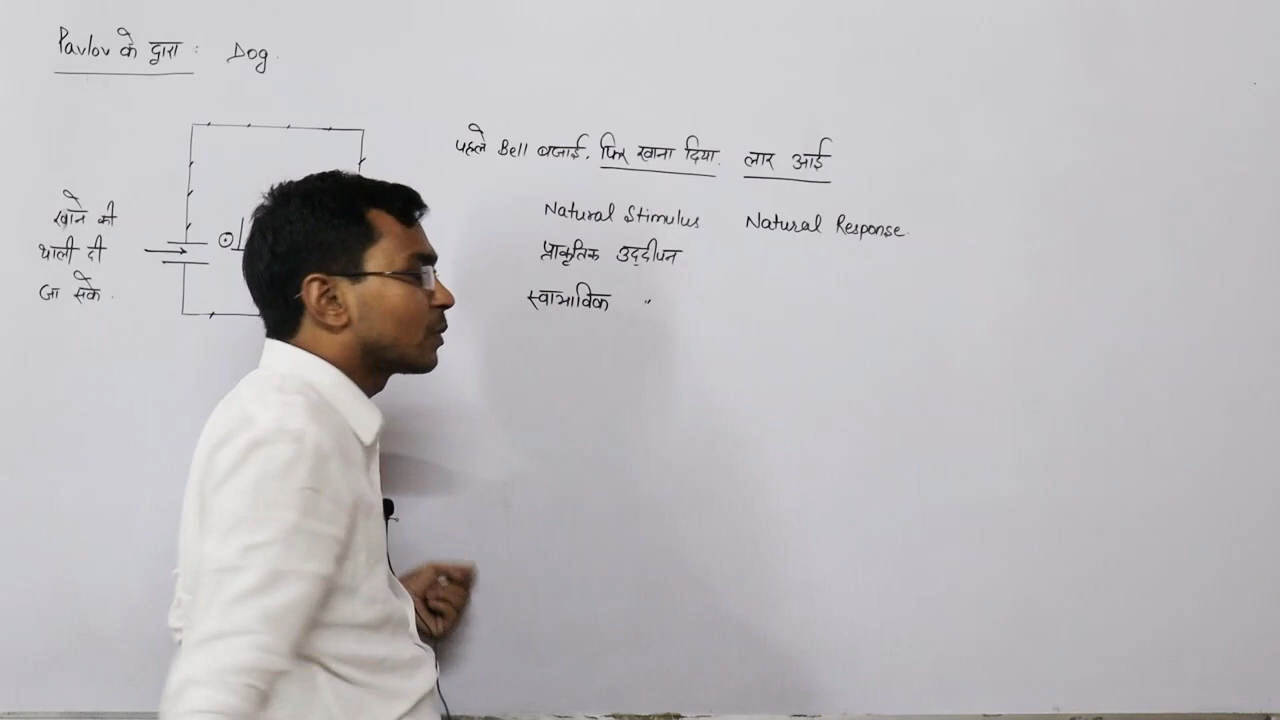 Pavlov के द्वारा : Dog.
पहले Bell बजाई. फिर खाना दिया. लार आई
खाने की
थाली दी
जा सके.
Natural Stimulus Natural Response.
प्राकृतिक उद्दीपन
स्वाभाविक "